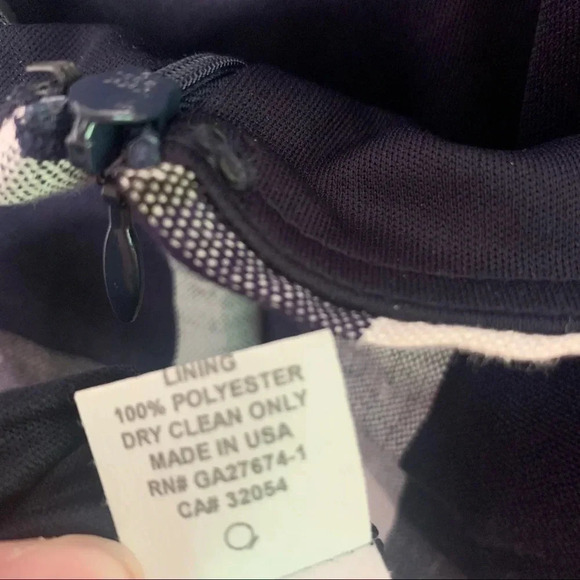 LINING
100% POLYESTER
DRY CLEAN ONLY
MADE IN USA
RN# GA27674-1
CA# 32054